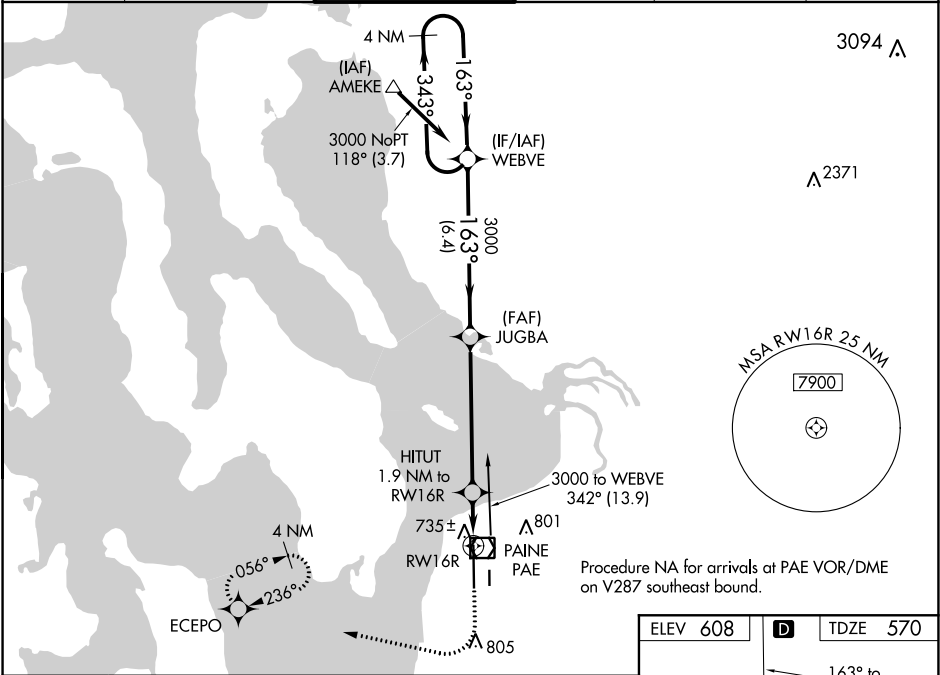 4 NM
3094
(IAF)
AMEKE
343°
163°
3000 NoPT
118° (3.7)
(IF/IAF)
WEBVE
2371
3000
163°
(6.4)
(FAF)
JUGBA
MSA RW16R 25 NM
7900
HITUT
1.9 NM to
RW16R
3000 to WEBVE
342° (13.9)
735±
801
4 NM
RW16R
PAINE
PAE
056°
236°
Procedure NA for arrivals at PAE VOR/DME
on V287 southeast bound.
ECEPO
805
ELEV 608
D
TDZE 570
163° to